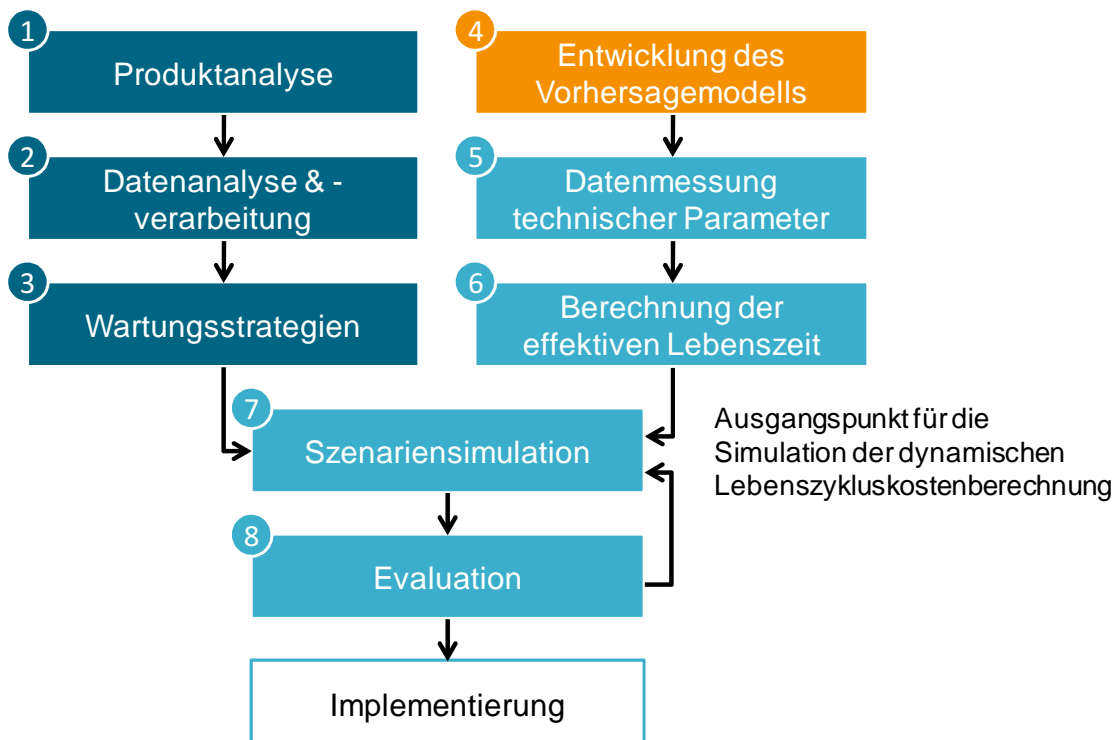 1
Produktanalyse
2
Datenanalyse & -
verarbeitung
3
Wartungsstrategien
4
Entwicklung des
Vorhersagemodells
5
Datenmessung
technischer Parameter
6
Berechnung der
effektiven Lebenszeit
7
Szenariensimulation
Ausgangspunkt für die
Simulation der dynamischen
Lebenszykluskostenberechnung
8
Evaluation
Implementierung